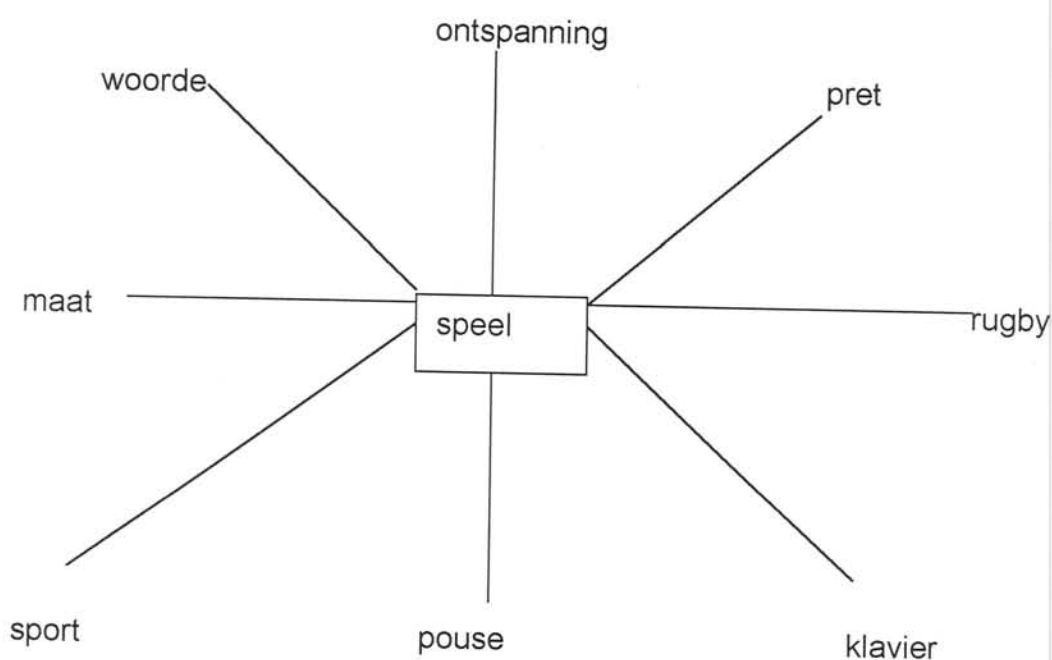 ontspanning
woorde
pret
maat
speel
rugby
sport
pouse
klavier